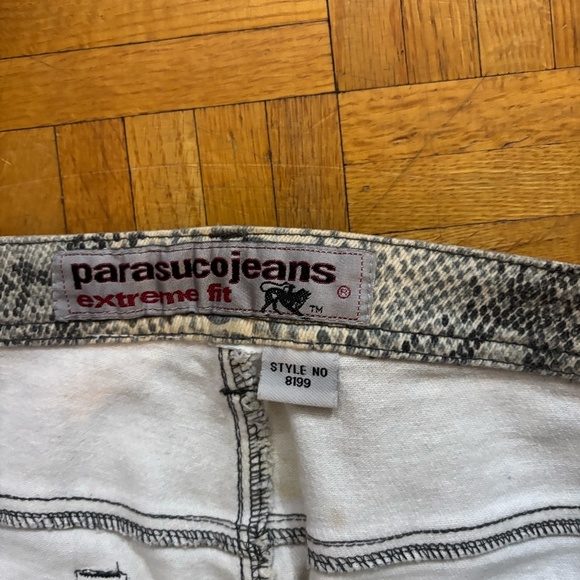 parasucojeans ®
extreme fit ™
STYLE NO
8199